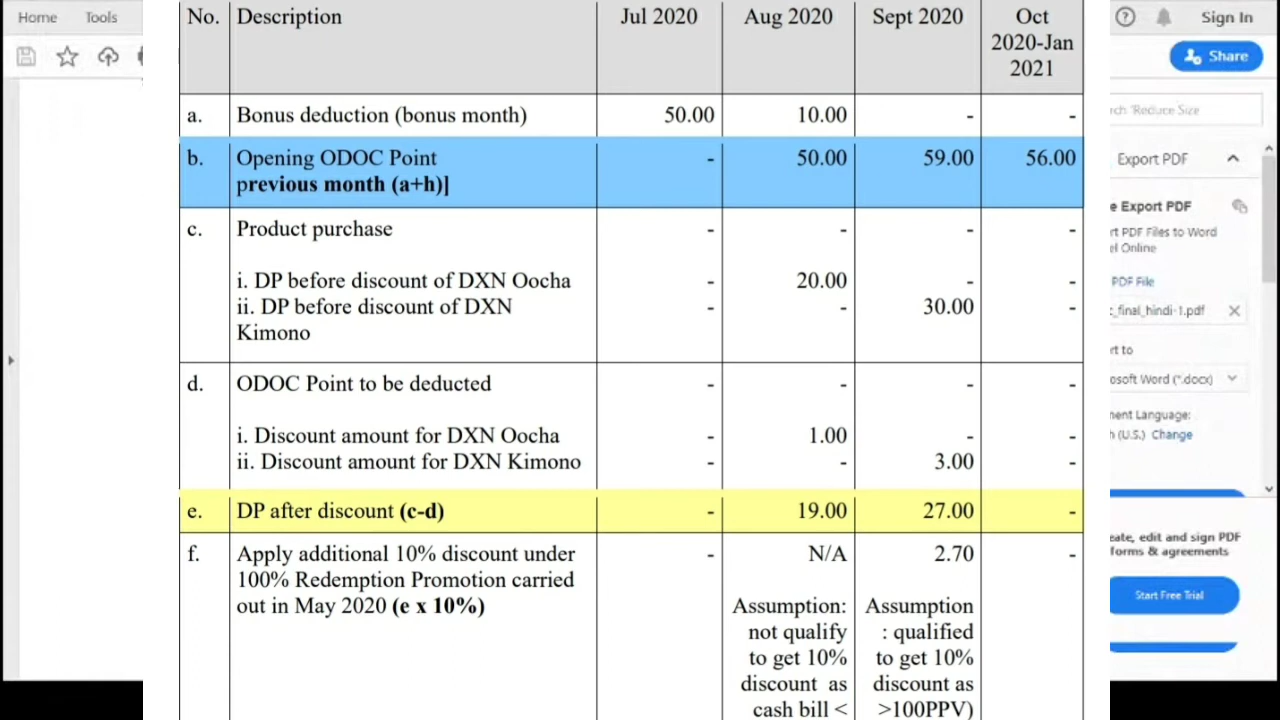 Home Tools
Sign In
Share
No. Description Jul 2020 Aug 2020 Sept 2020 Oct
2020-Jan
2021
a. Bonus deduction (bonus month) 50.00 10.00 - -
b. Opening ODOC Point - 50.00 59.00 56.00
previous month (a+h)]
c. Product purchase - - - -
i. DP before discount of DXN Oocha - 20.00 - -
ii. DP before discount of DXN - - 30.00 -
Kimono
d. ODOC Point to be deducted - - - -
i. Discount amount for DXN Oocha - 1.00 - -
ii. Discount amount for DXN Kimono - - 3.00 -
e. DP after discount (c-d) - 19.00 27.00 -
f. Apply additional 10% discount under - N/A 2.70 -
100% Redemption Promotion carried
out in May 2020 (e x 10%)
Assumption: Assumption
not qualify : qualified
to get 10% to get 10%
discount as discount as
cash bill < >100PPV)
rch 'Reduce Size
Export PDF
e Export PDF
rt PDF Files to Word
el Online
PDF File
_final_hindi-1.pdf
rt to
osoft Word (*.docx)
ment Language:
h (U.S.) Change
eate, edit and sign PDF
forms & agreements
Start Free Trial